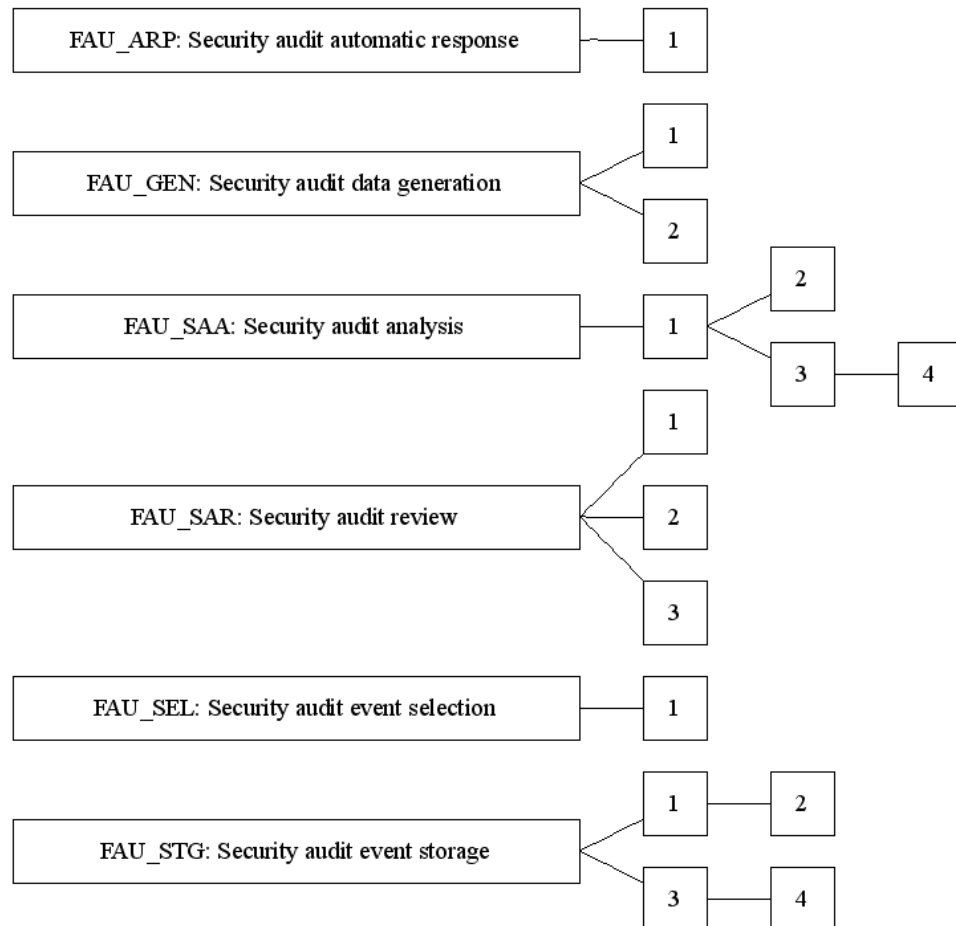 FAU_ARP: Security audit automatic response 1
1
FAU_GEN: Security audit data generation
2
2
FAU_SAA: Security audit analysis 1
3 4
1
FAU_SAR: Security audit review 2
3
FAU_SEL: Security audit event selection 1
1 2
FAU_STG: Security audit event storage
3 4